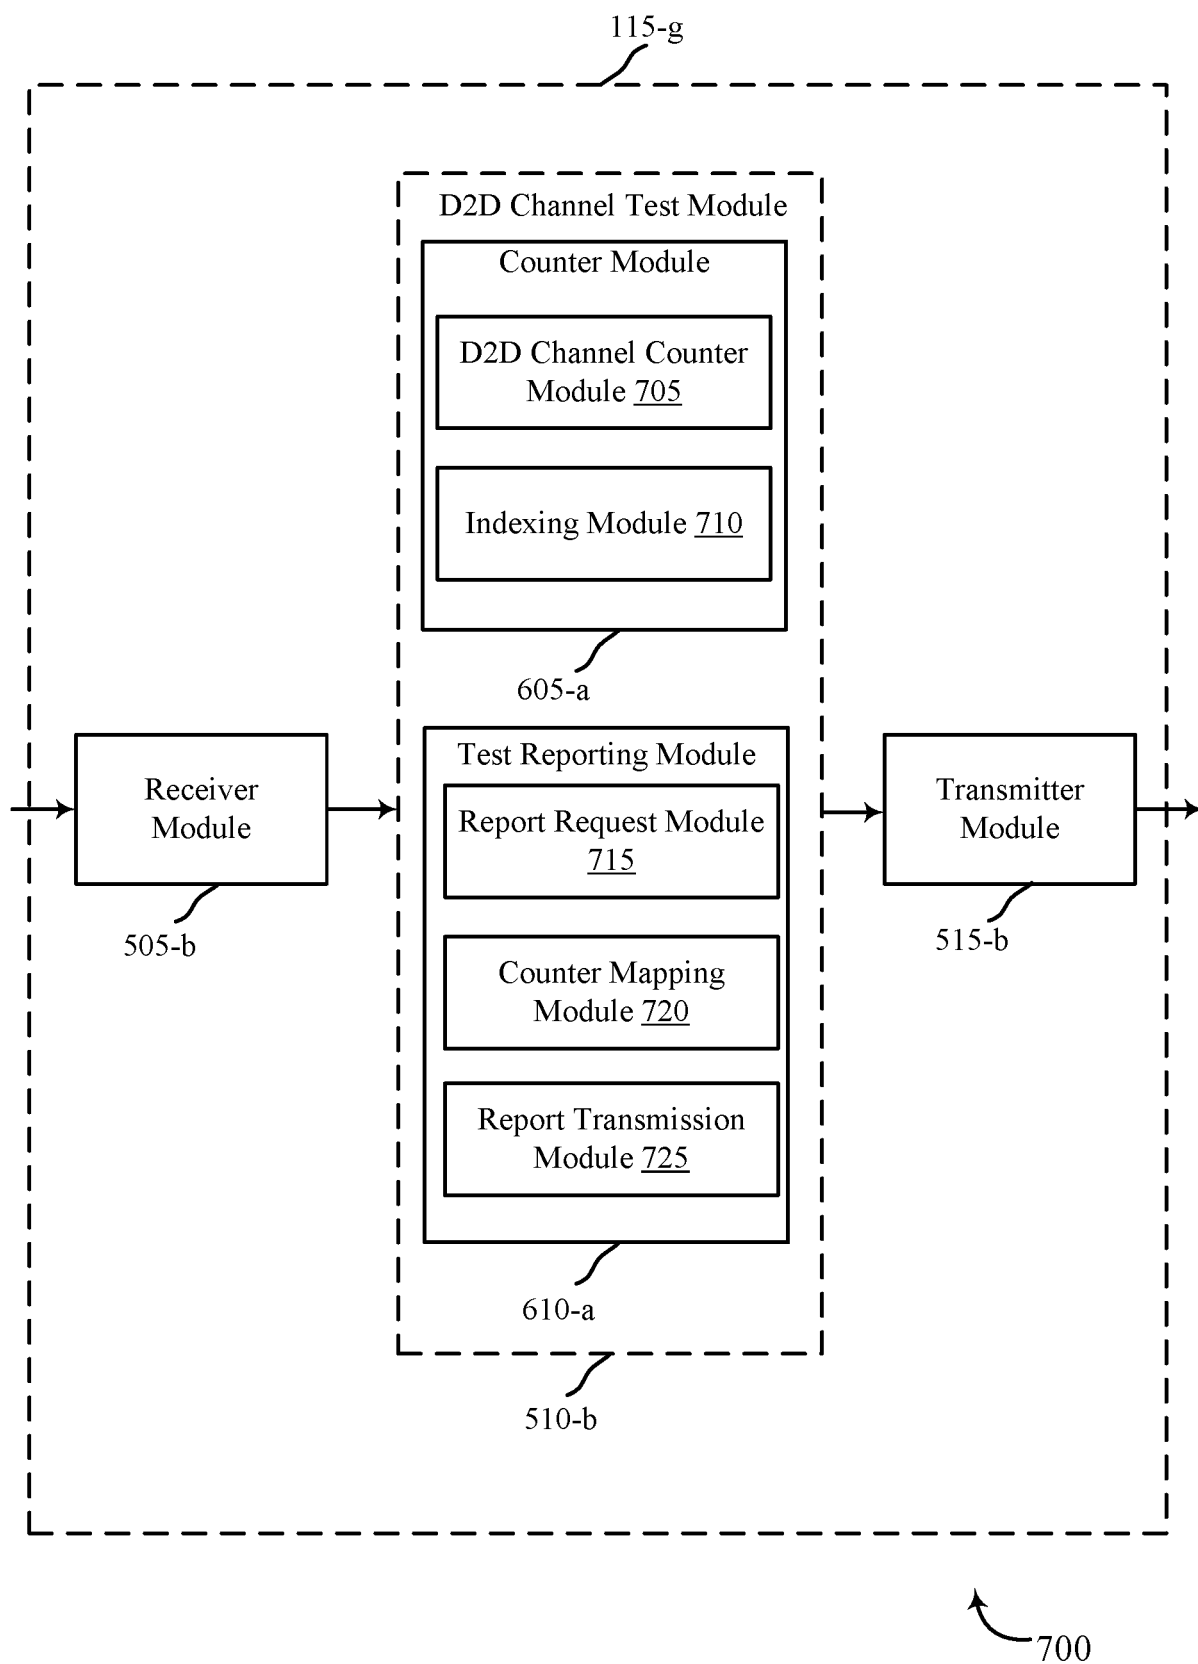 115-g
D2D Channel Test Module
Counter Module
D2D Channel Counter
Module 705
Indexing Module 710
605-a
Test Reporting Module
Receiver
Module
505-b
Report Request Module
715
Counter Mapping
Module 720
Report Transmission
Module 725
610-a
510-b
Transmitter
Module
515-b
700